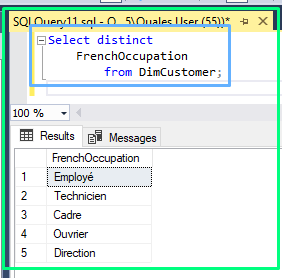 SQLQuery11.sql - Q...5\Quales User (55))*
Select distinct
FrenchOccupation
from DimCustomer;
100 %
Results Messages
FrenchOccupation
1 Employé
2 Technicien
3 Cadre
4 Ouvrier
5 Direction